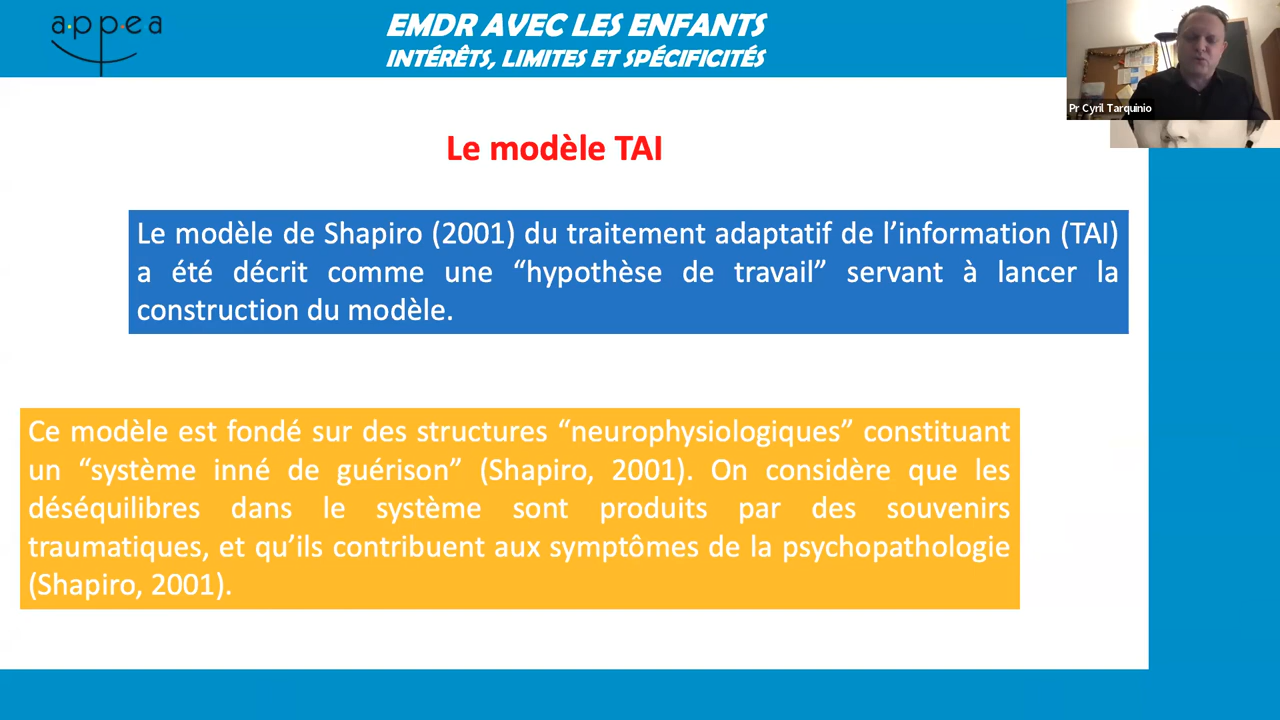 appea
EMDR AVEC LES ENFANTS
INTÉRÊTS, LIMITES ET SPÉCIFICITÉS
Pr Cyril Tarquinio
Le modèle TAI
Le modèle de Shapiro (2001) du traitement adaptatif de l’information (TAI)
a été décrit comme une “hypothèse de travail” servant à lancer la
construction du modèle.
Ce modèle est fondé sur des structures “neurophysiologiques” constituant
un “système inné de guérison” (Shapiro, 2001). On considère que les
déséquilibres dans le système sont produits par des souvenirs
traumatiques, et qu’ils contribuent aux symptômes de la psychopathologie
(Shapiro, 2001).